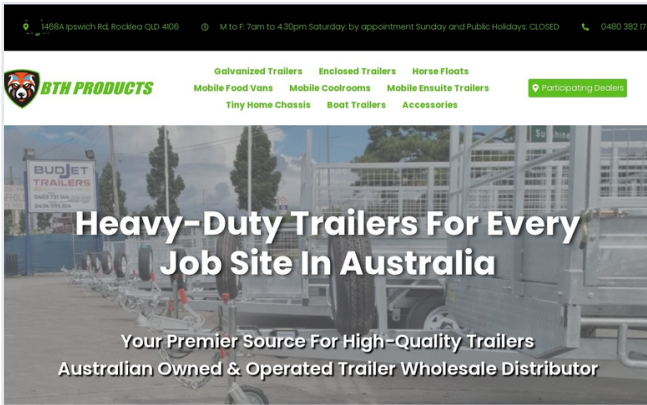 1468A Ipswich Rd, Rocklea QLD 4106
M to F: 7am to 4.30pm Saturday: by appointment Sunday and Public Holidays: CLOSED
0480 382 17
BTH PRODUCTS
Galvanized Trailers Enclosed Trailers Horse Floats
Mobile Food Vans Mobile Coolrooms Mobile Ensuite Trailers
Tiny Home Chassis Boat Trailers Accessories
Participating Dealers
BUDJET
TRAILERS
Heavy-Duty Trailers For Every
Job Site In Australia
Your Premier Source For High-Quality Trailers
Australian Owned & Operated Trailer Wholesale Distributor